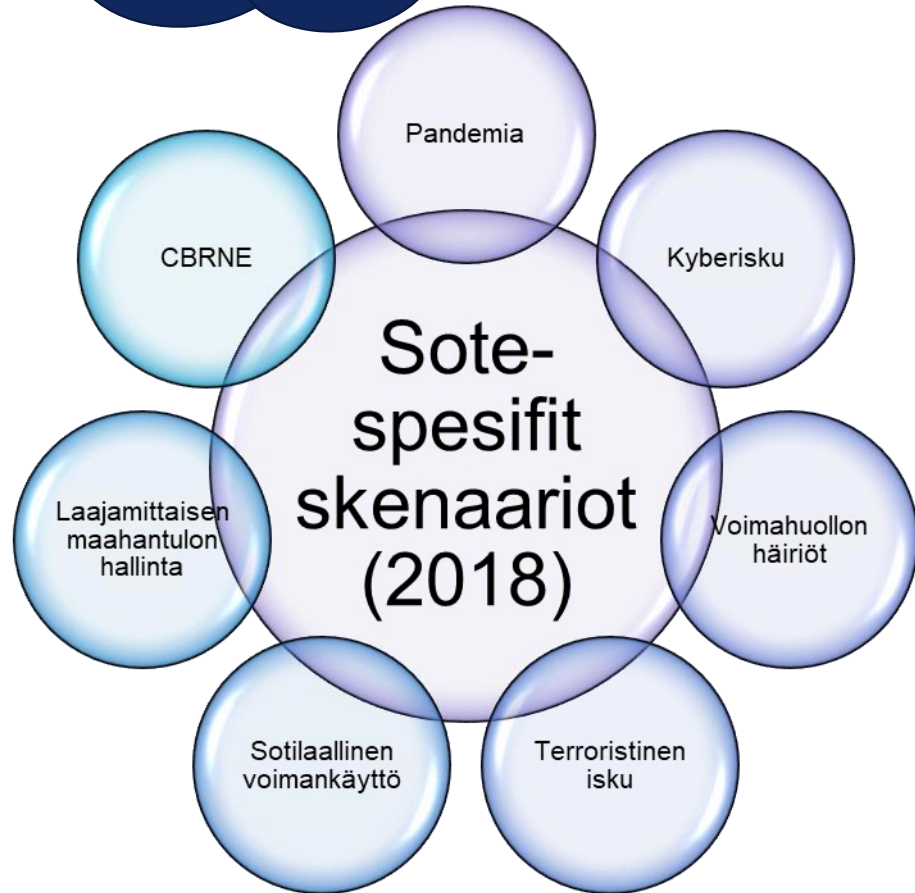 Pandemia
Kyberisku
Voimahuollon
häiriöt
Terroristinen
isku
Sotilaallinen
voimankäyttö
Laajamittaisen
maahantulon
hallinta
CBRNE
Sote-
spesifit
skenaariot
(2018)